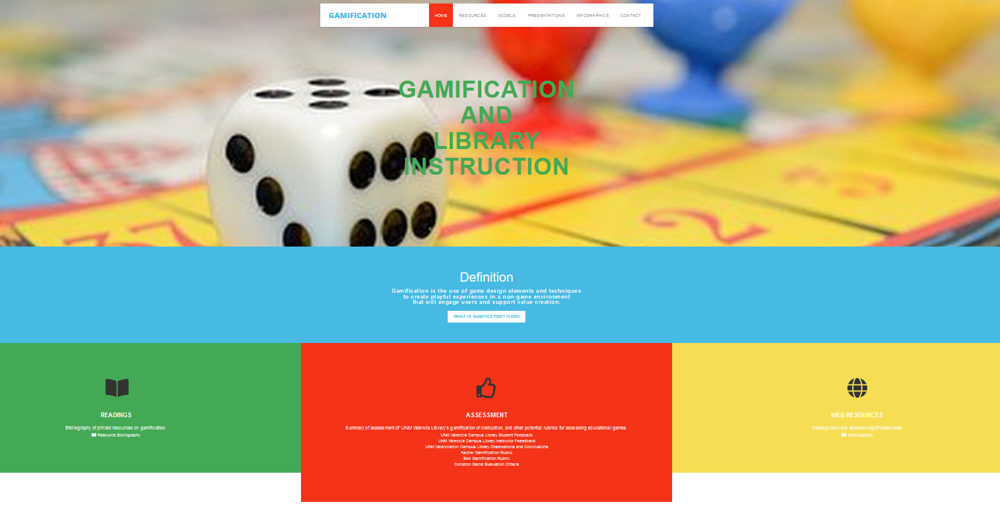 GAMIFICATION
HOME RESOURCES MODELS PRESENTATIONS INFOGRAPHICS CONTACT
GAMIFICATION
AND
LIBRARY
INSTRUCTION
Definition
Gamification is the use of game design elements and techniques
to create playful experiences in a non-game environment
that will engage users and support value creation.
WHAT IS GAMIFICATION? VIDEO
READINGS
Bibliography of printed resources on gamifciation.
Resource Bibliography
ASSESSMENT
Summary of assessment of UNM Valencia Library's gamification of instruction, and other potential rubrics for assessing educational games.
UNM Valencia Campus Library Student Feedback
UNM Valencia Campus Library Instructor Feeedback
UNM Valenciation Campus Library Observations and Conclusions
Ascher Gamification Rubric
Bell Gamification Rubric
Compton Game Evaluation Criteria
WEB RESOURCES
Webliography and assorted significated links.
Webliography